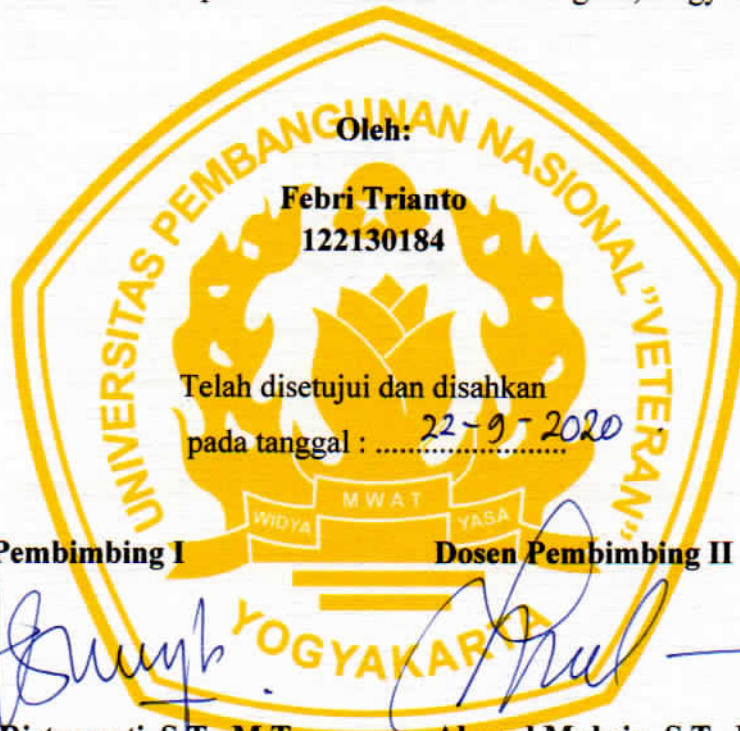 Oleh:
Febri Trianto
122130184
Telah disetujui dan disahkan
pada tanggal : 22-9-2020
UNIVERSITAS PEMBANGUNAN NASIONAL "VETERAN"
YOGYAKARTA
WIDYA MWAT YASA
Pembimbing I Dosen Pembimbing II
S.T., M.T. Ahmad S.T.